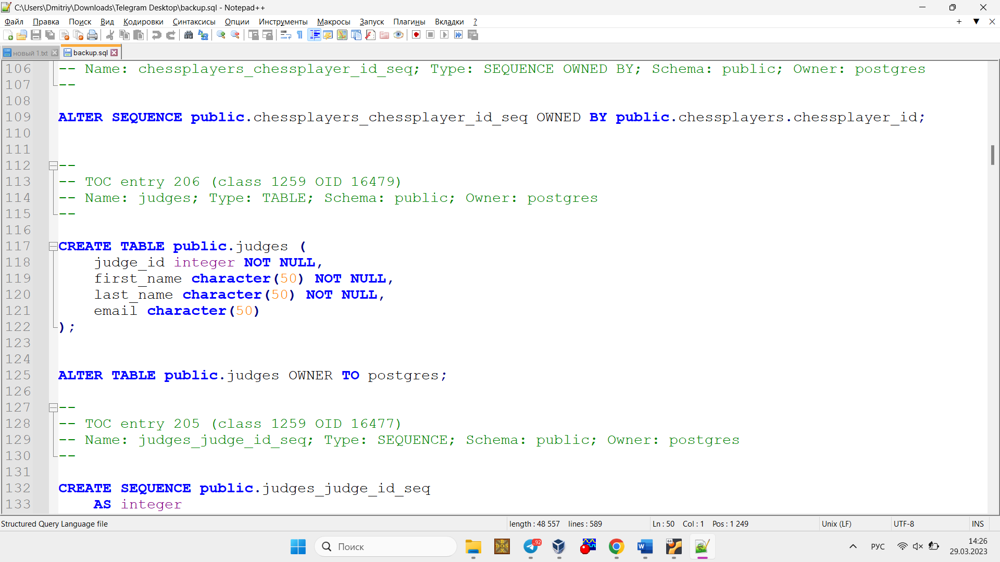 C:\Users\Dmitriy\Downloads\Telegram Desktop\backup.sql - Notepad++
Файл Правка Поиск Вид Кодировки Синтаксисы Опции Инструменты Макросы Запуск Плагины Вкладки ?
новый 1.txt backup.sql
106 -- Name: chessplayers_chessplayer_id_seq; Type: SEQUENCE OWNED BY; Schema: public; Owner: postgres
107 --
108
109 ALTER SEQUENCE public.chessplayers_chessplayer_id_seq OWNED BY public.chessplayers.chessplayer_id;
110
111
112 --
113 -- TOC entry 206 (class 1259 OID 16479)
114 -- Name: judges; Type: TABLE; Schema: public; Owner: postgres
115 --
116
117 CREATE TABLE public.judges (
118 judge_id integer NOT NULL,
119 first_name character(50) NOT NULL,
120 last_name character(50) NOT NULL,
121 email character(50)
122 );
123
124
125 ALTER TABLE public.judges OWNER TO postgres;
126
127 --
128 -- TOC entry 205 (class 1259 OID 16477)
129 -- Name: judges_judge_id_seq; Type: SEQUENCE; Schema: public; Owner: postgres
130 --
131
132 CREATE SEQUENCE public.judges_judge_id_seq
133 AS integer
Structured Query Language file length : 48 557 lines : 589 Ln : 50 Col : 1 Pos : 1 249 Unix (LF) UTF-8 INS
Поиск ..92 РУС 14:26
29.03.2023